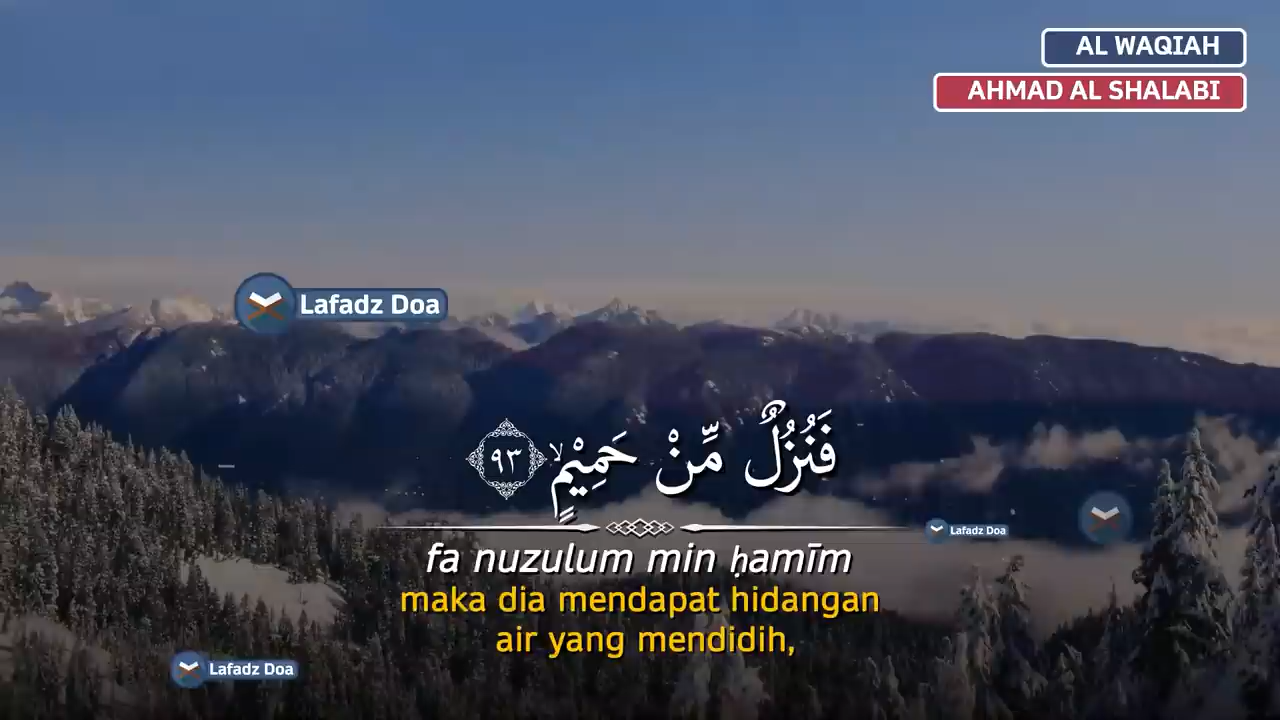 AL WAQIAH
AHMAD AL SHALABI
Lafadz Doa
فَنُزُلٌ مِّنْ حَمِيْمٍۙ ٩٣
fa nuzulum min ḥamīm
Lafadz Doa
maka dia mendapat hidangan
air yang mendidih,
Lafadz Doa